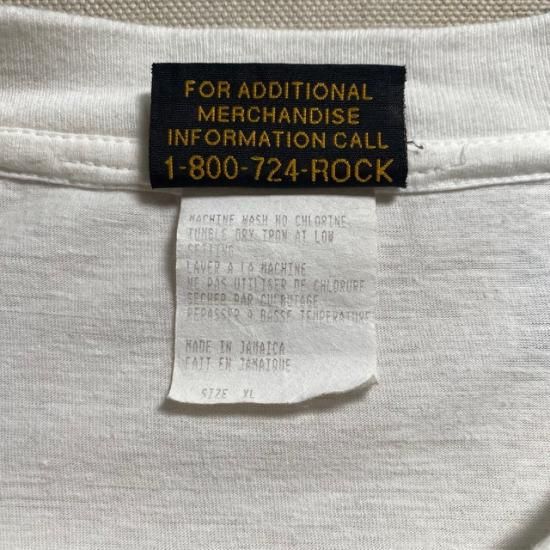 FOR ADDITIONAL
MERCHANDISE
INFORMATION CALL
1-800-724-ROCK
MACHINE WASH NO CHLORINE
TUMBLE DRY IRON AT LOW
SETTING
LAVER A LA MACHINE
NE PAS UTILISER DE CHLORURE
SECHER PAR CULBUTAGE
REPASSER A BASSE TEMPERATURE
MADE IN JAMAICA
FAIT EN JAMAIQUE
SIZE XL